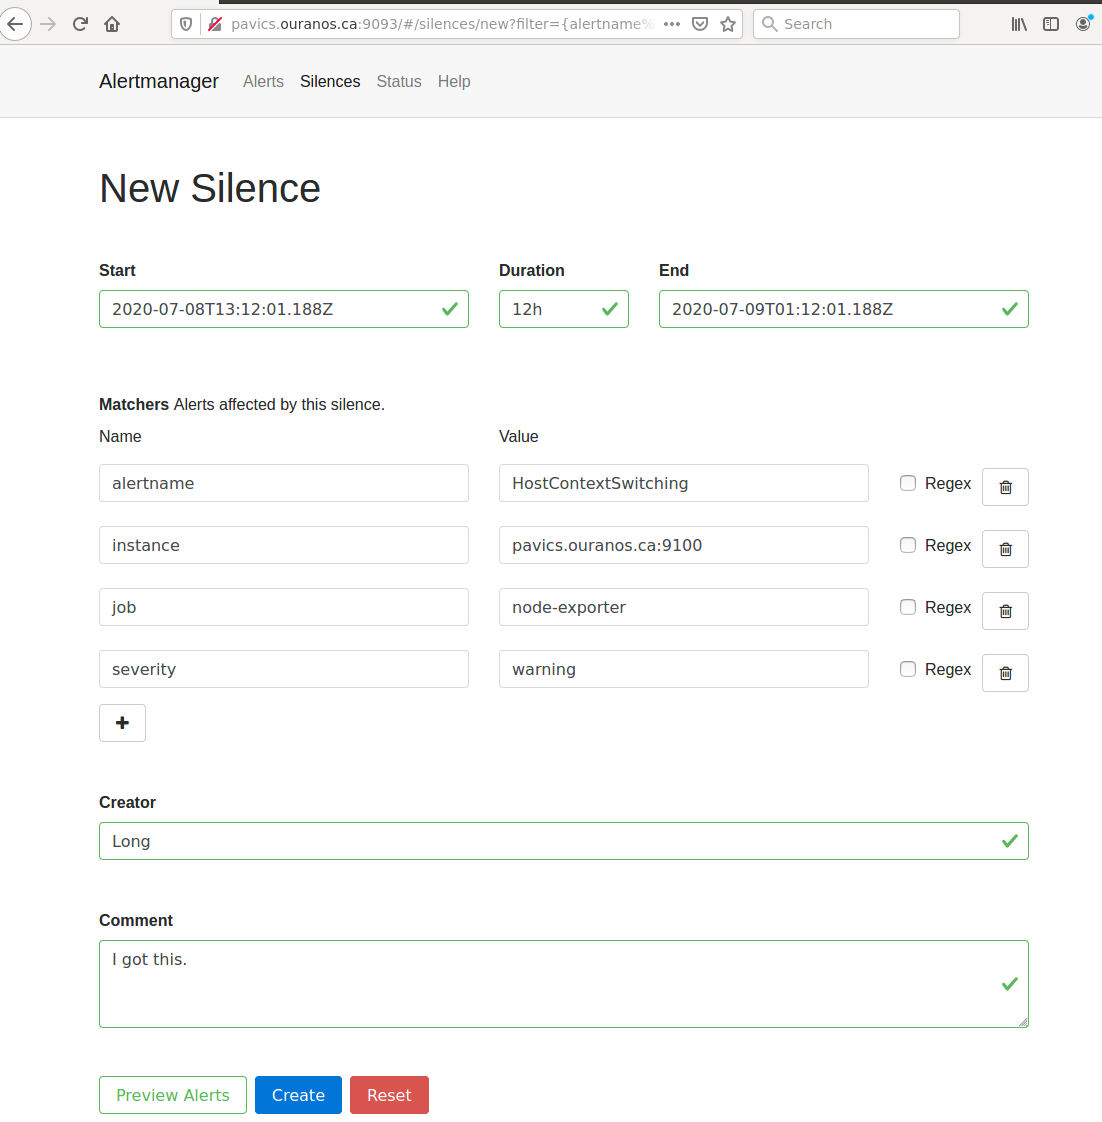 pavics.ouranos.ca:9093/#/silences/new?filter={alertname%
Search
Alertmanager Alerts Silences Status Help
New Silence
Start Duration End
2020-07-08T13:12:01.188Z 12h 2020-07-09T01:12:01.188Z
Matchers Alerts affected by this silence.
Name Value
alertname HostContextSwitching Regex
instance pavics.ouranos.ca:9100 Regex
job node-exporter Regex
severity warning Regex
Creator
Long
Comment
I got this.
Preview Alerts Create Reset